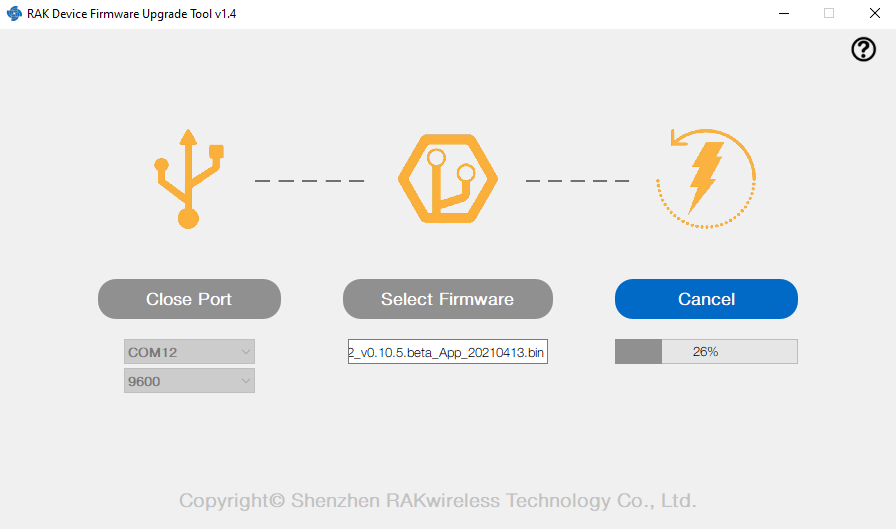 RAK Device Firmware Upgrade Tool v1.4
?
Close Port
Select Firmware
Cancel
COM12
2_v0.10.5.beta_App_20210413.bin
26%
9600
Copyright© Shenzhen RAKwireless Technology Co., Ltd.